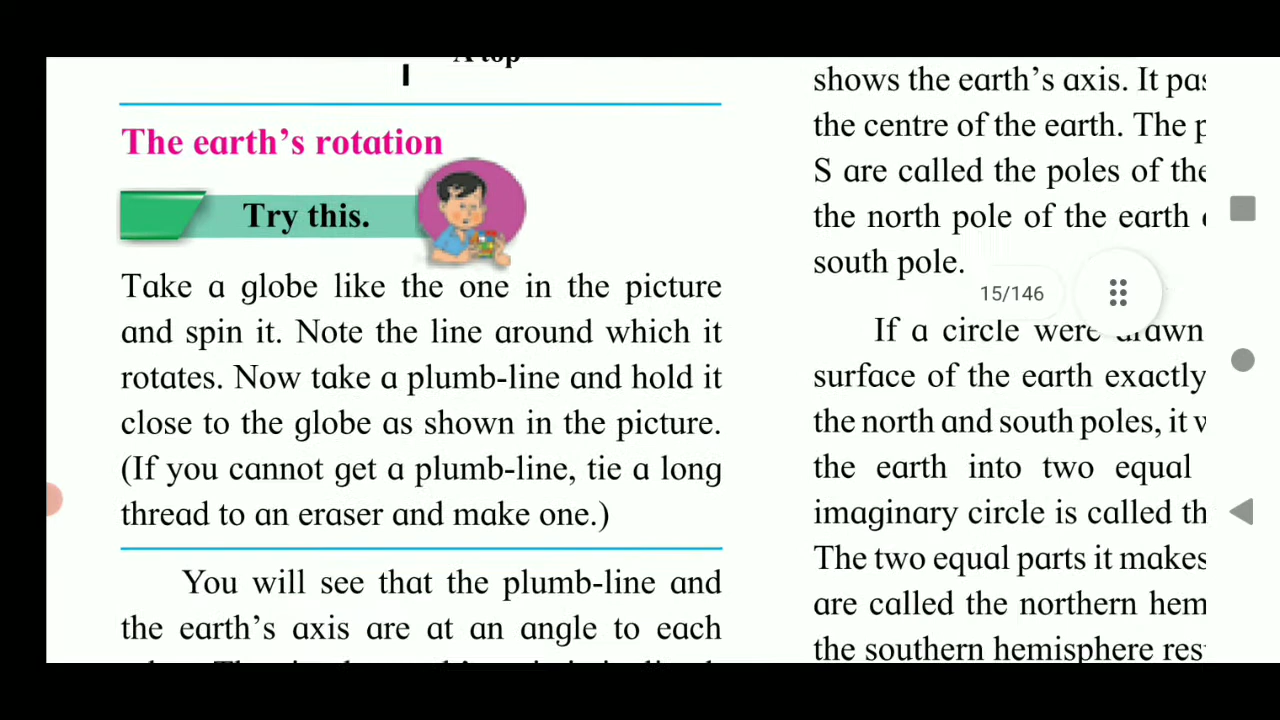 A top
The earth's rotation
Try this.
Take a globe like the one in the picture
and spin it. Note the line around which it
rotates. Now take a plumb-line and hold it
close to the globe as shown in the picture.
(If you cannot get a plumb-line, tie a long
thread to an eraser and make one.)
You will see that the plumb-line and
the earth's axis are at an angle to each
shows the earth's axis. It pas
the centre of the earth. The p
S are called the poles of the
the north pole of the earth
south pole.
15/146
If a circle were drawn
surface of the earth exactly
the north and south poles, it w
the earth into two equal
imaginary circle is called th
The two equal parts it makes
are called the northern hem
the southern hemisphere res